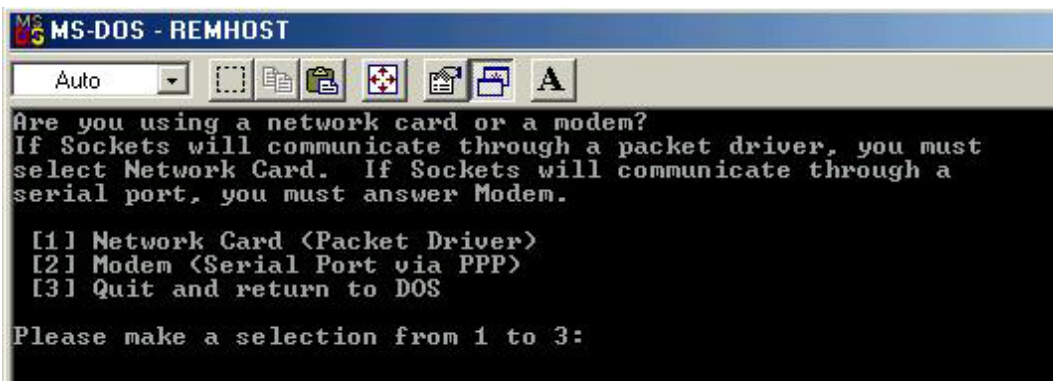 MS-DOS - REMHOST
Auto
A
Are you using a network card or a modem?
If Sockets will communicate through a packet driver, you must
select Network Card.  If Sockets will communicate through a
serial port, you must answer Modem.
[1] Network Card (Packet Driver)
[2] Modem (Serial Port via PPP)
[3] Quit and return to DOS
Please make a selection from 1 to 3: